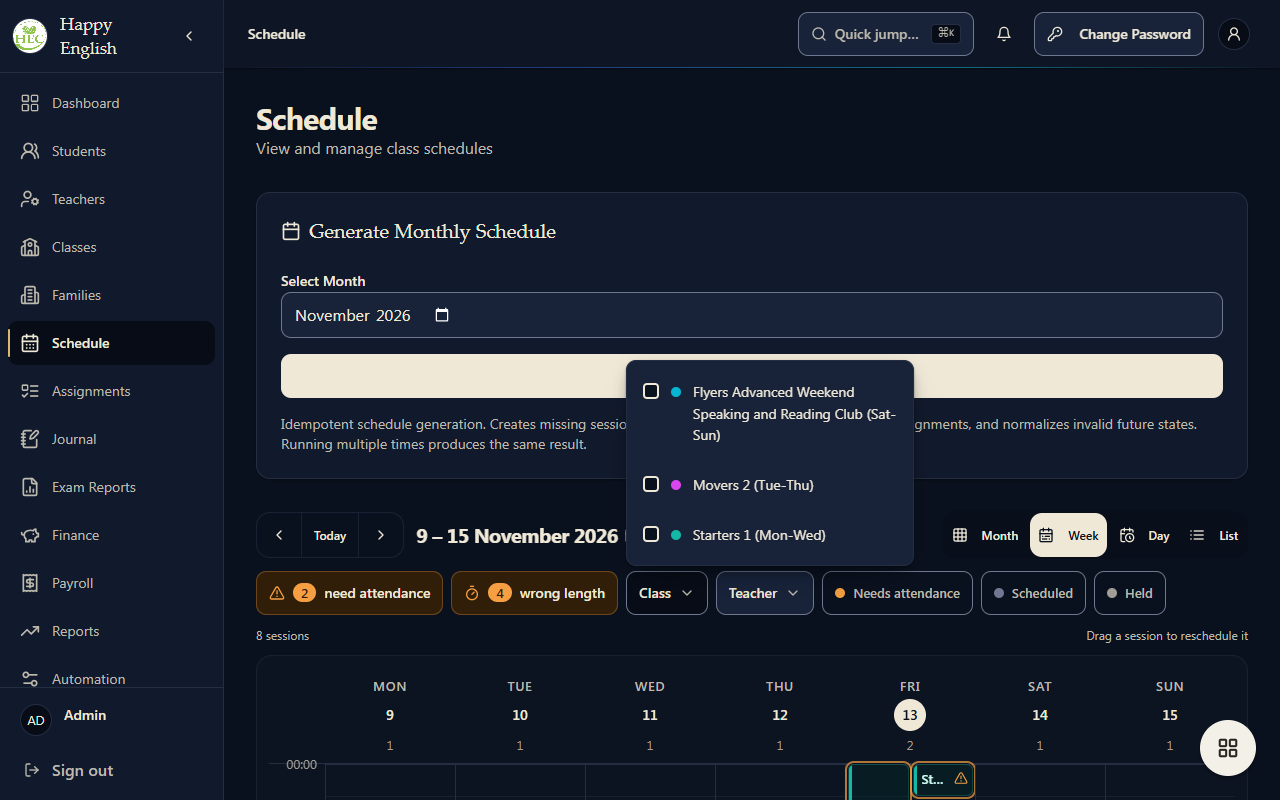 HEC
Happy
English
Schedule
Quick jump...
⌘K
Change Password
Dashboard
Students
Teachers
Classes
Families
Schedule
Assignments
Journal
Exam Reports
Finance
Payroll
Reports
Automation
AD
Admin
Sign out
Schedule
View and manage class schedules
Generate Monthly Schedule
Select Month
November 2026
Idempotent schedule generation. Creates missing sessio
gnments, and normalizes invalid future states.
Running multiple times produces the same result.
Flyers Advanced Weekend
Speaking and Reading Club (Sat-
Sun)
Movers 2 (Tue-Thu)
Starters 1 (Mon-Wed)
Today
9 – 15 November 2026
Month
Week
Day
List
2 need attendance
4 wrong length
Class
Teacher
Needs attendance
Scheduled
Held
8 sessions
Drag a session to reschedule it
MON TUE WED THU FRI SAT SUN
9 10 11 12 13 14 15
1 1 1 1 2 1 1
00:00
St...